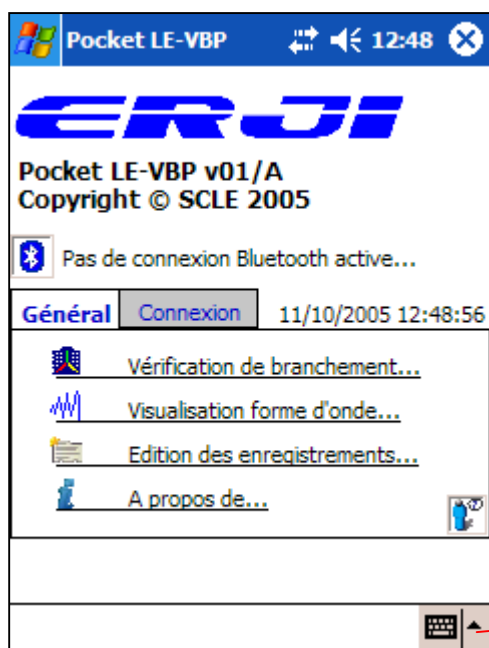 Pocket LE-VBP 12:48
ERJI
Pocket LE-VBP v01/A
Copyright © SCLE 2005
Pas de connexion Bluetooth active...
Général Connexion 11/10/2005 12:48:56
Vérification de branchement...
Visualisation forme d'onde...
Edition des enregistrements...
A propos de...